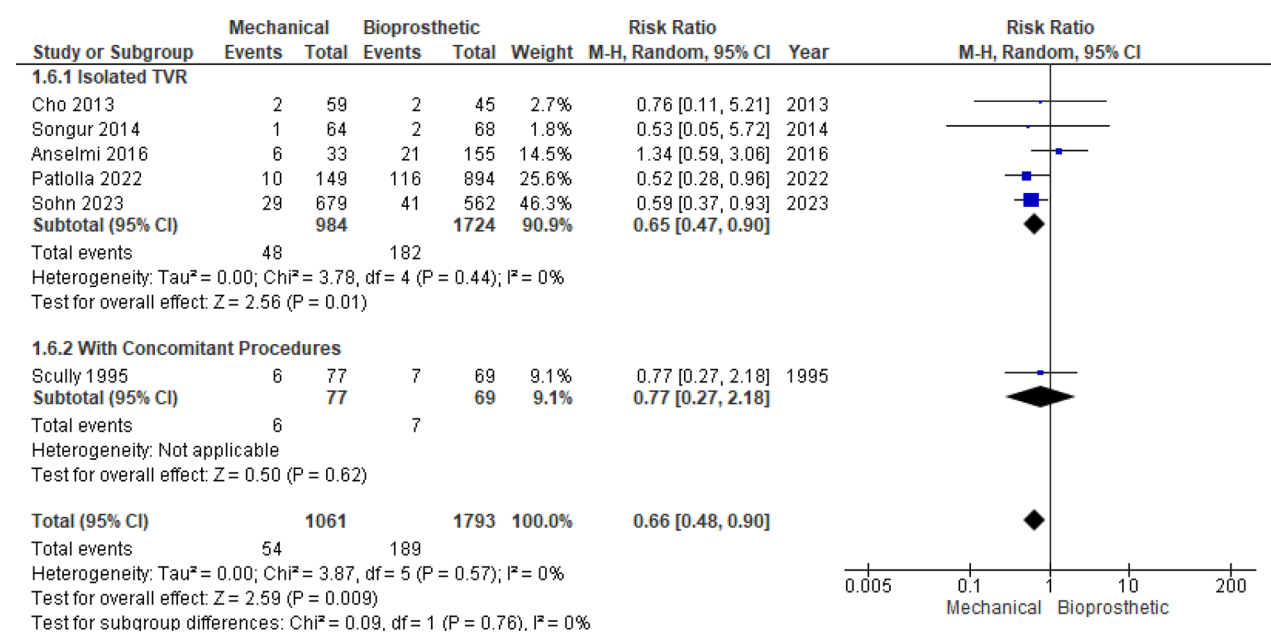 Mechanical Bioprosthetic Risk Ratio Risk Ratio
Study or Subgroup Events Total Events Total Weight M-H, Random, 95% CI Year M-H, Random, 95% CI
1.6.1 Isolated TVR
Cho 2013 2 59 2 45 2.7% 0.76 [0.11, 5.21] 2013
Songur 2014 1 64 2 68 1.8% 0.53 [0.05, 5.72] 2014
Anselmi 2016 6 33 21 155 14.5% 1.34 [0.59, 3.06] 2016
Patlolla 2022 10 149 116 894 25.6% 0.52 [0.28, 0.96] 2022
Sohn 2023 29 679 41 562 46.3% 0.59 [0.37, 0.93] 2023
Subtotal (95% CI) 984 1724 90.9% 0.65 [0.47, 0.90]
Total events 48 182
Heterogeneity: Tau² = 0.00; Chi² = 3.78, df = 4 (P = 0.44); I² = 0%
Test for overall effect: Z = 2.56 (P = 0.01)
1.6.2 With Concomitant Procedures
Scully 1995 6 77 7 69 9.1% 0.77 [0.27, 2.18] 1995
Subtotal (95% CI) 77 69 9.1% 0.77 [0.27, 2.18]
Total events 6 7
Heterogeneity: Not applicable
Test for overall effect: Z = 0.50 (P = 0.62)
Total (95% CI) 1061 1793 100.0% 0.66 [0.48, 0.90]
Total events 54 189
Heterogeneity: Tau² = 0.00; Chi² = 3.87, df = 5 (P = 0.57); I² = 0%
Test for overall effect: Z = 2.59 (P = 0.009)
Test for subgroup differences: Chi² = 0.09, df = 1 (P = 0.76), I² = 0%
0.005 0.1 1 10 200
Mechanical Bioprosthetic